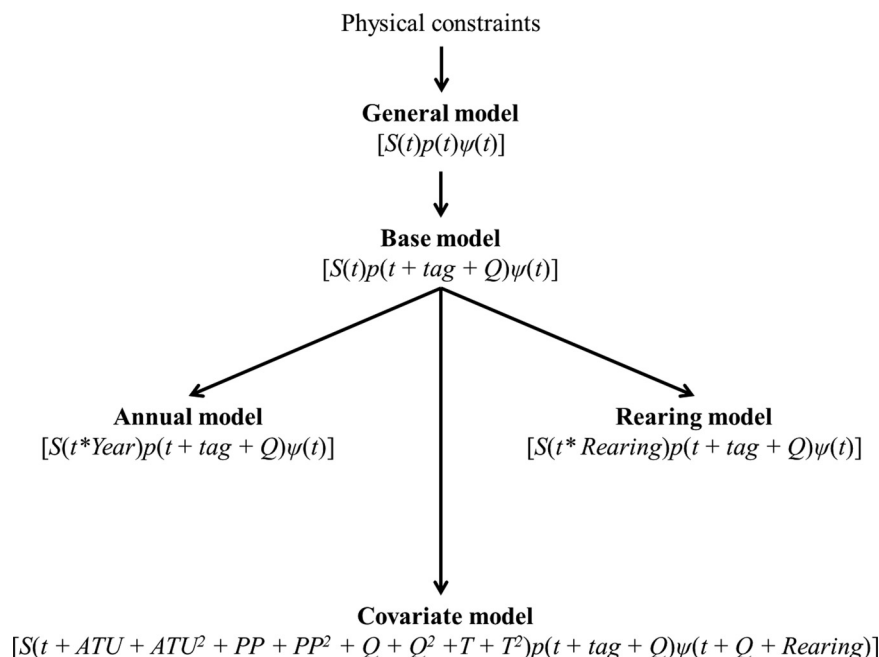 Physical constraints
General model
[S(t)p(t)ψ(t)]
Base model
[S(t)p(t + tag + Q)ψ(t)]
Annual model
[S(t*Year)p(t + tag + Q)ψ(t)]
Rearing model
[S(t* Rearing)p(t + tag + Q)ψ(t)]
Covariate model
[S(t + ATU + ATU² + PP + PP² + Q + Q² +T + T²)p(t + tag + Q)ψ(t + Q + Rearing)]